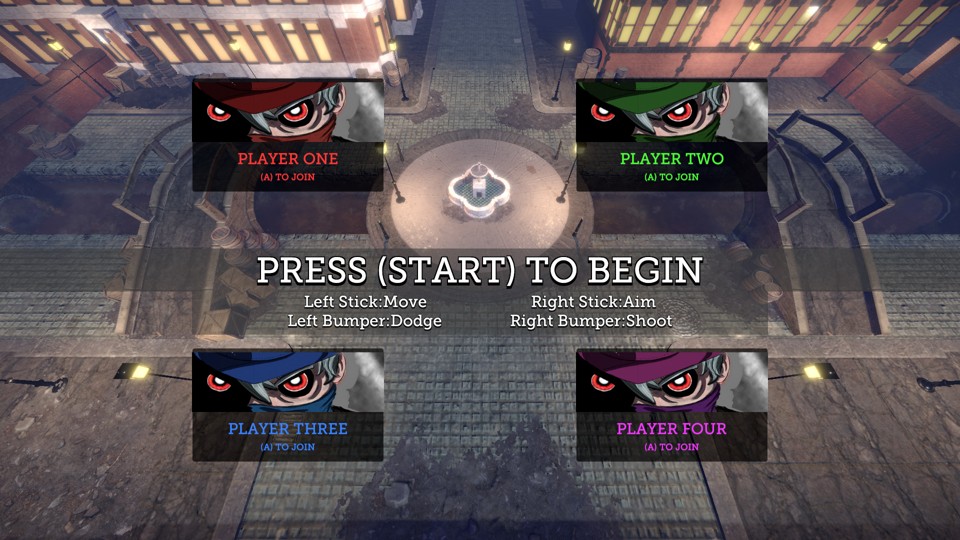 PLAYER ONE
(A) TO JOIN
PLAYER TWO
(A) TO JOIN
PRESS (START) TO BEGIN
Left Stick:Move
Right Stick:Aim
Left Bumper:Dodge
Right Bumper:Shoot
PLAYER THREE
(A) TO JOIN
PLAYER FOUR
(A) TO JOIN